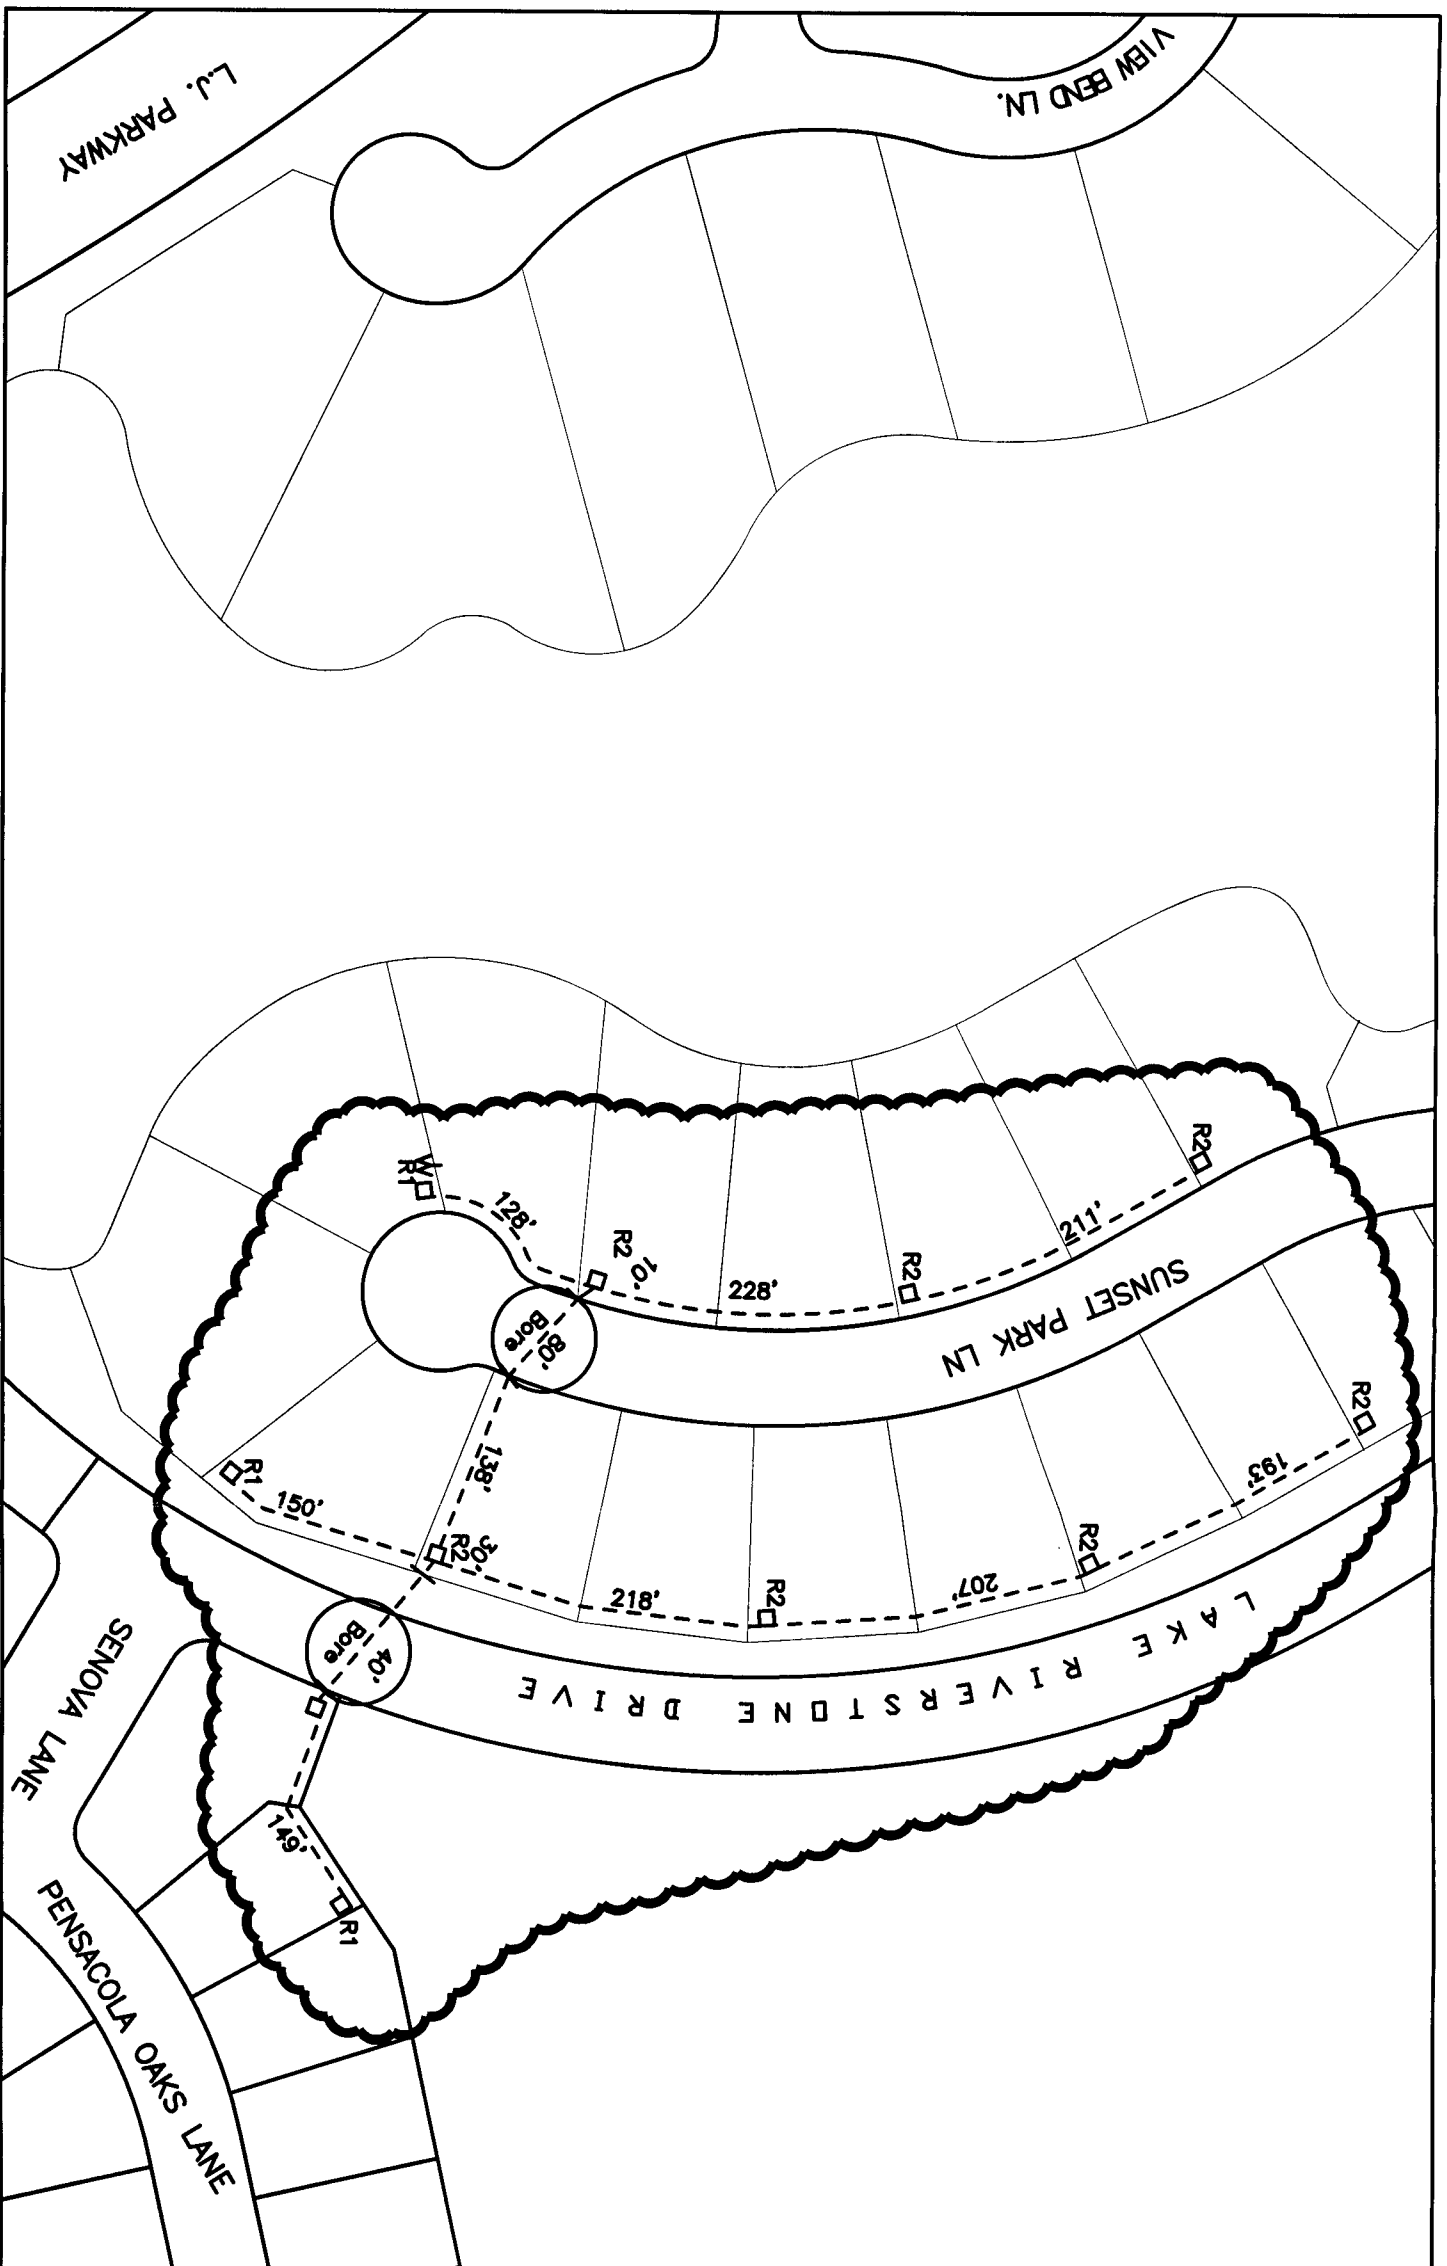 L.J. PARKWAY
VIEW BEND LN.
R2
W
R1
128'
R2
10'
211'
R2
228'
SUNSET PARK LN
80'
Bore
R2
193'
138'
R1
150'
R2
30'
R2
207'
218'
R2
LAKE RIVERSTONE DRIVE
40'
Bore
SENOVA LANE
149'
R1
PENSACOLA OAKS LANE